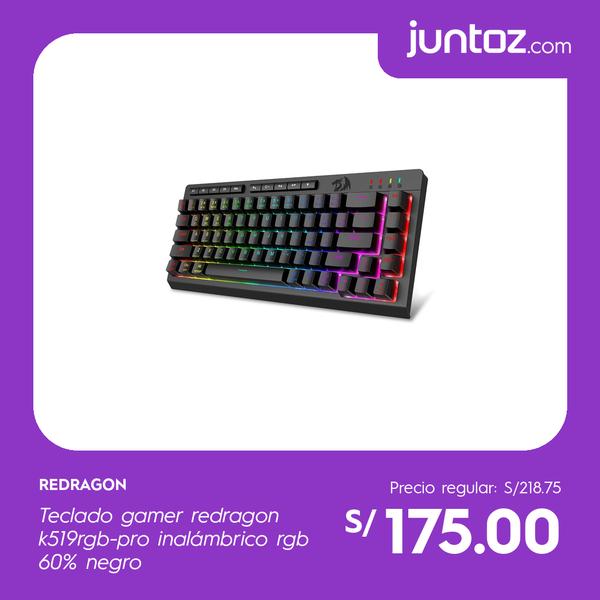 juntoz.com
REDRAGON
Teclado gamer redragon
k519rgb-pro inalámbrico rgb
60% negro
Precio regular: S/218.75
S/175.00